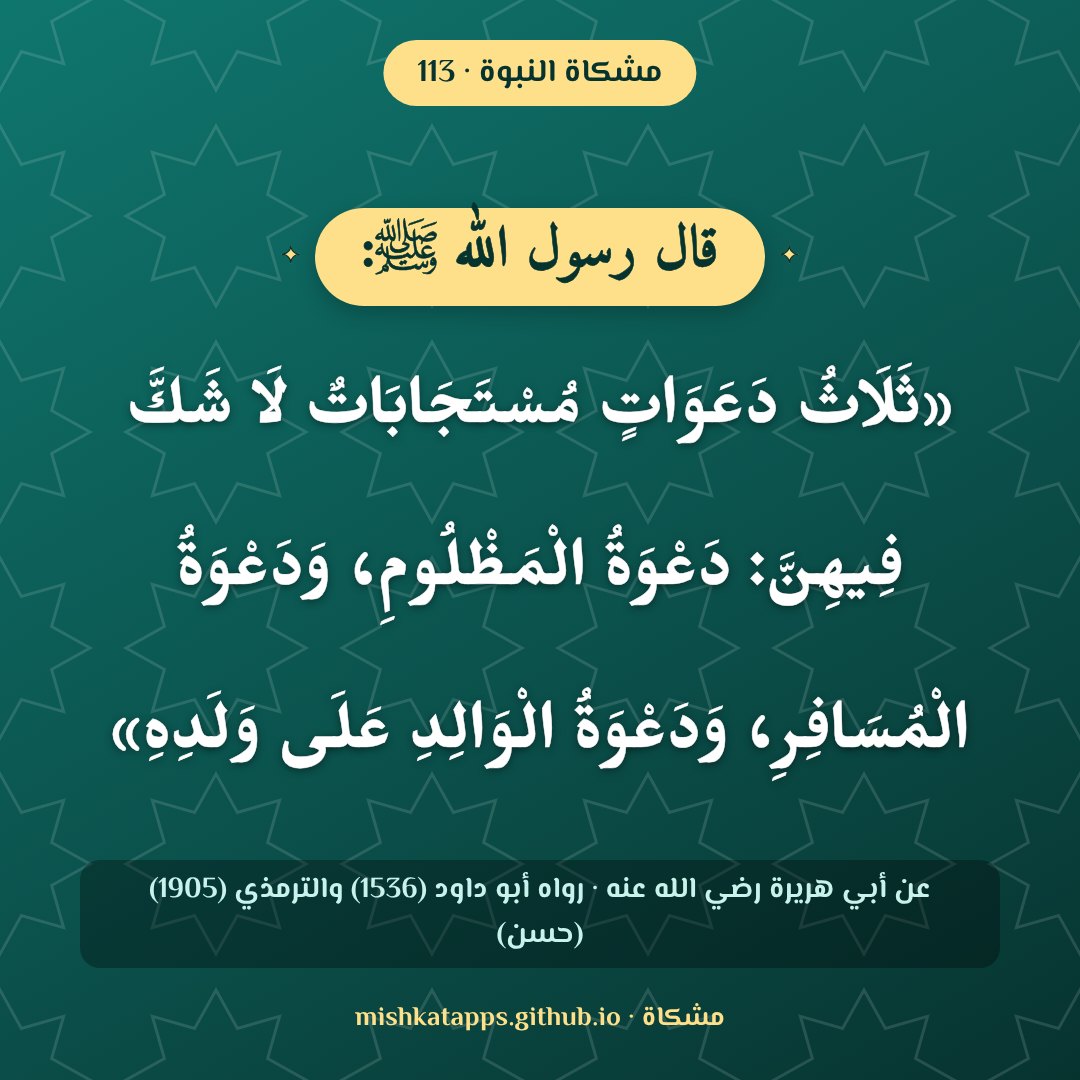 مشكاة النبوة · 113
قال رسول الله ﷺ:
«ثَلَاثُ دَعَوَاتٍ مُسْتَجَابَاتٌ لَا شَكَّ
فِيهِنَّ: دَعْوَةُ الْمَظْلُومِ، وَدَعْوَةُ
الْمُسَافِرِ، وَدَعْوَةُ الْوَالِدِ عَلَى وَلَدِهِ»
عن أبي هريرة رضي الله عنه · رواه أبو داود (1536) والترمذي (1905)
(حسن)
مشكاة · mishkatapps.github.io